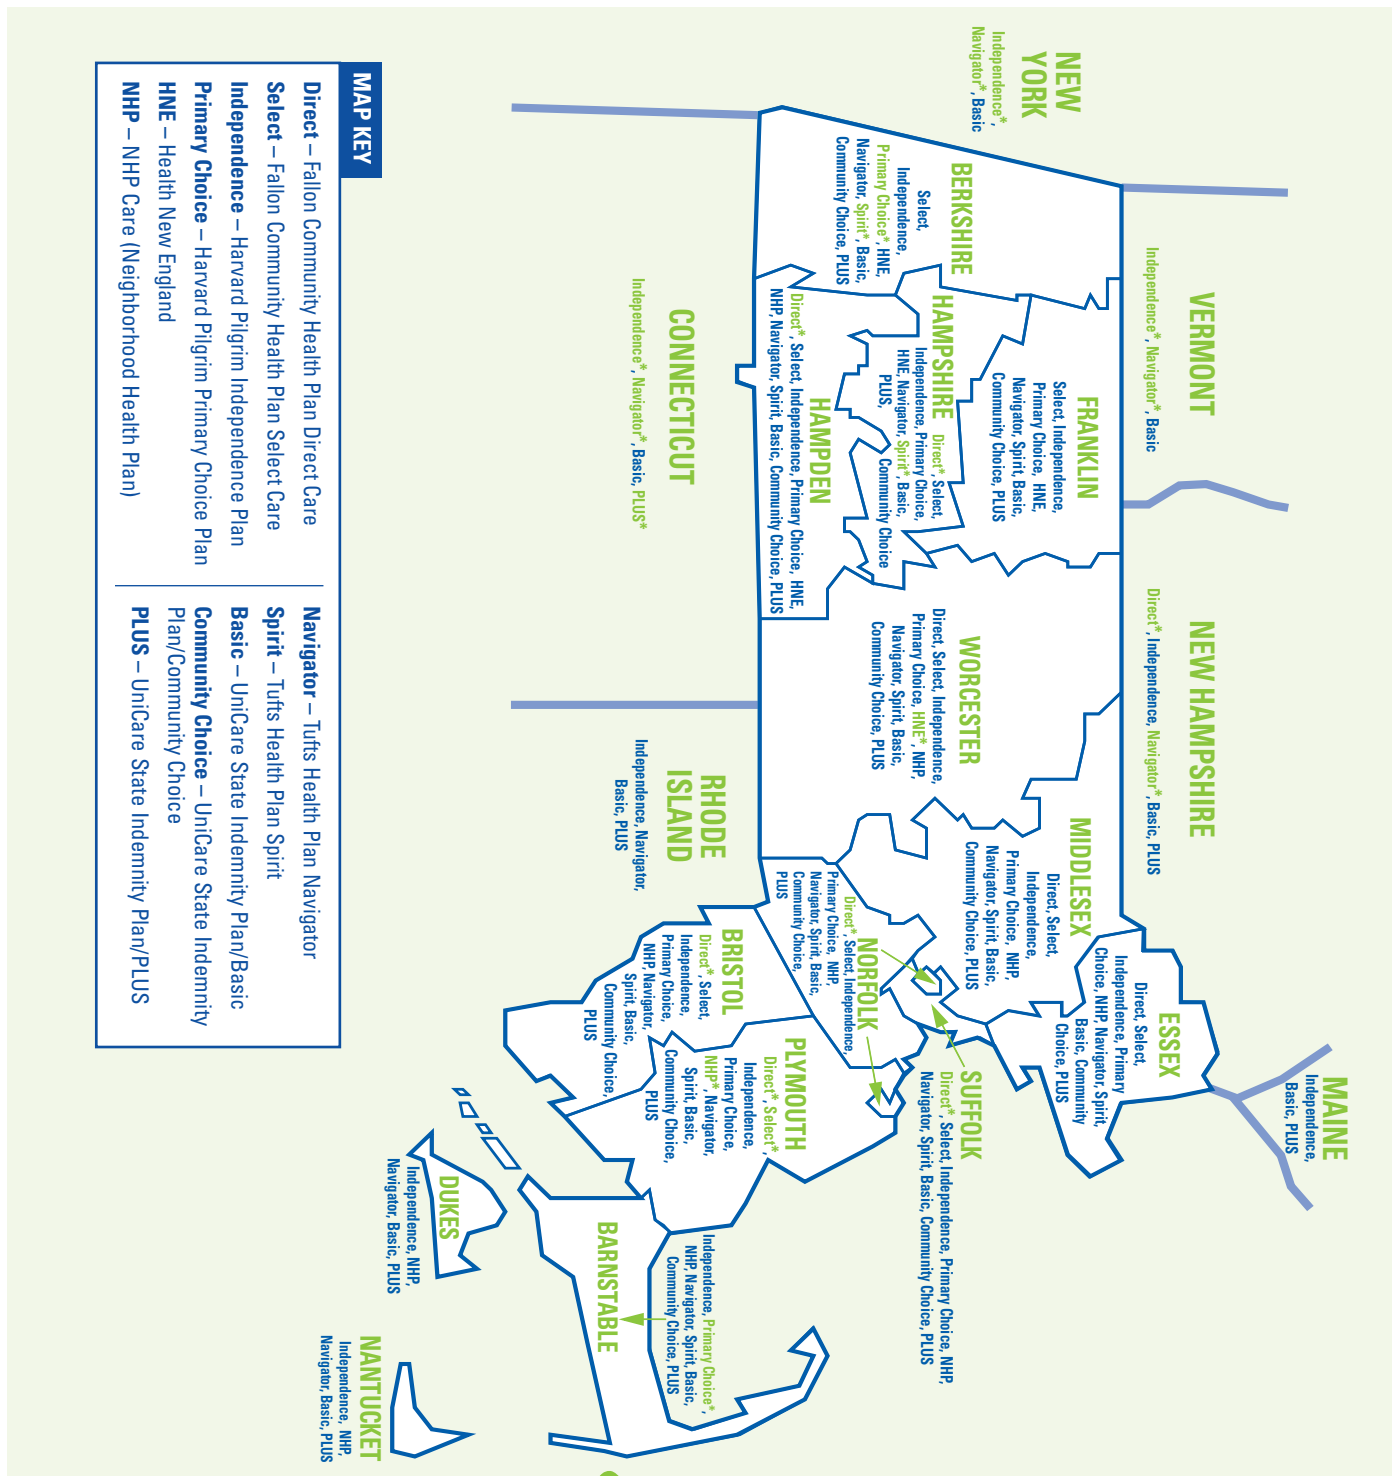 NEW
YORK
Independence*,
Navigator*, Basic
VERMONT
Independence*, Navigator*, Basic
NEW HAMPSHIRE
Direct*, Independence, Navigator*, Basic, PLUS
MAINE
Independence,
Basic, PLUS
BERKSHIRE
Select,
Independence,
Primary Choice*, HNE,
Navigator, Spirit*, Basic,
Community Choice, PLUS
FRANKLIN
Select, Independence,
Primary Choice, HNE,
Navigator, Spirit, Basic,
Community Choice, PLUS
HAMPSHIRE
Direct*, Select,
Independence, Primary Choice,
HNE, Navigator, Spirit*, Basic,
PLUS, Community Choice
HAMPDEN
Direct*, Select, Independence, Primary Choice, HNE,
NHP, Navigator, Spirit, Basic, Community Choice, PLUS
WORCESTER
Direct, Select, Independence,
Primary Choice, HNE*, NHP,
Navigator, Spirit, Basic,
Community Choice, PLUS
MIDDLESEX
Direct, Select,
Independence,
Primary Choice, NHP,
Navigator, Spirit, Basic,
Community Choice, PLUS
ESSEX
Direct, Select,
Independence, Primary
Choice, NHP, Navigator, Spirit,
Basic, Community
Choice, PLUS
SUFFOLK
Direct*, Select, Independence, Primary Choice, NHP,
Navigator, Spirit, Basic, Community Choice, PLUS
NORFOLK
Direct*, Select, Independence,
Primary Choice, NHP,
Navigator, Spirit, Basic,
Community Choice,
PLUS
BRISTOL
Direct*, Select,
Independence,
Primary Choice,
NHP, Navigator,
Spirit, Basic,
Community Choice,
PLUS
PLYMOUTH
Direct*, Select*,
Independence,
Primary Choice,
NHP*, Navigator,
Spirit, Basic,
Community Choice,
PLUS
BARNSTABLE
Independence, Primary Choice*,
NHP, Navigator, Spirit, Basic,
Community Choice, PLUS
DUKES
Independence, NHP,
Navigator, Basic, PLUS
NANTUCKET
Independence, NHP,
Navigator, Basic, PLUS
CONNECTICUT
Independence*, Navigator*, Basic, PLUS*
RHODE
ISLAND
Independence, Navigator,
Basic, PLUS
MAP KEY
Direct – Fallon Community Health Plan Direct Care
Select – Fallon Community Health Plan Select Care
Independence – Harvard Pilgrim Independence Plan
Primary Choice – Harvard Pilgrim Primary Choice Plan
HNE – Health New England
NHP – NHP Care (Neighborhood Health Plan)
Navigator – Tufts Health Plan Navigator
Spirit – Tufts Health Plan Spirit
Basic – UniCare State Indemnity Plan/Basic
Community Choice – UniCare State Indemnity
Plan/Community Choice
PLUS – UniCare State Indemnity Plan/PLUS